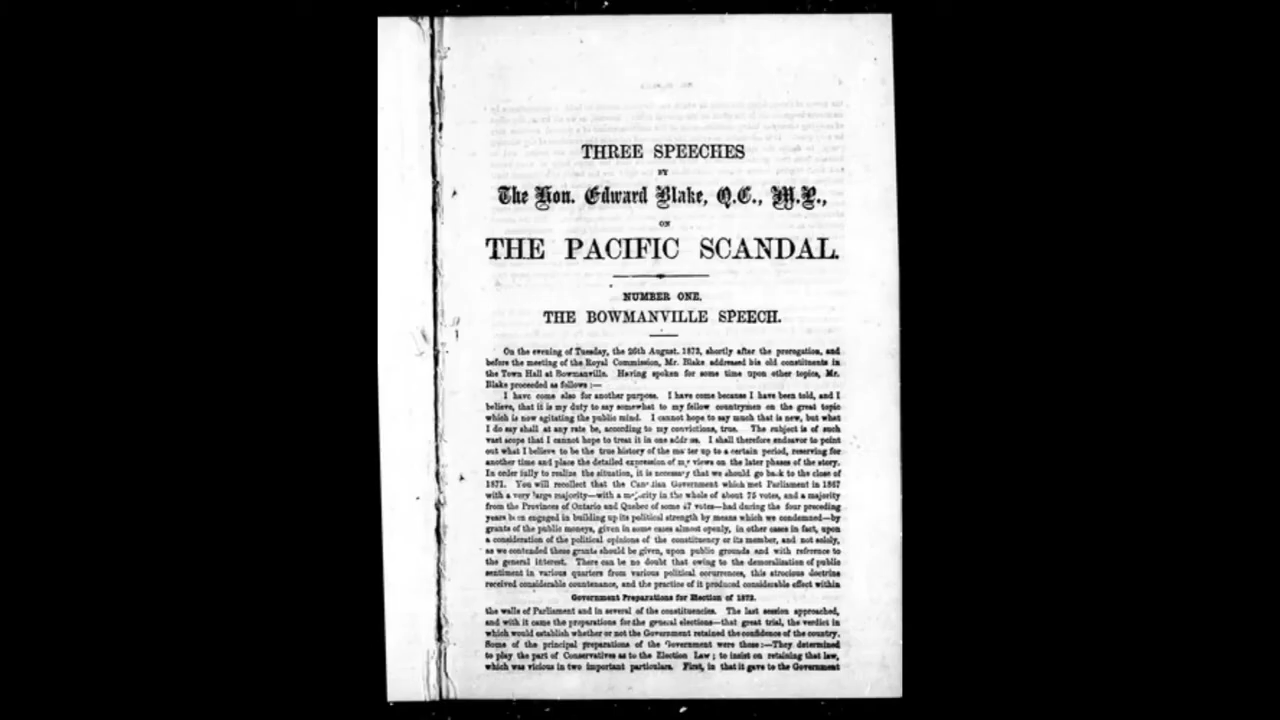 THREE SPEECHES
BY
The Hon. Edward Blake, Q.C., M.P.,
ON
THE PACIFIC SCANDAL.
NUMBER ONE.
THE BOWMANVILLE SPEECH.
On the evening of Tuesday, the 26th August. 1873, shortly after the prorogation, and
before the meeting of the Royal Commission, Mr. Blake addressed his old constituents in
the Town Hall at Bowmanville. Having spoken for some time upon other topics, Mr.
Blake proceeded as follows :—
I have come also for another purpose. I have come because I have been told, and I
believe, that it is my duty to say somewhat to my fellow countrymen on the great topic
which is now agitating the public mind. I cannot hope to say much that is new, but what
I do say shall at any rate be, according to my convictions, true. The subject is of such
vast scope that I cannot hope to treat it in one addr ss. I shall therefore endeavor to point
out what I believe to be the true history of the matter up to a certain period, reserving for
another time and place the detailed expression of my views on the later phases of the story.
In order fully to realize the situation, it is necessary that we should go back to the close of
1871. You will recollect that the Canadian Government which met Parliament in 1867
with a very large majority—with a majority in the whole of about 75 votes, and a majority
from the Provinces of Ontario and Quebec of some 47 votes—had during the four preceding
years been engaged in building up its political strength by means which we condemned—by
grants of the public moneys, given in some cases almost openly, in other cases in fact, upon
a consideration of the political opinions of the constituency or its member, and not solely,
as we contended these grants should be given, upon public grounds and with reference to
the general interest. There can be no doubt that owing to the demoralization of public
sentiment in various quarters from various political occurrences, this atrocious doctrine
received considerable countenance, and the practice of it produced considerable effect within
Government Preparations for Election of 1872.
the walls of Parliament and in several of the constituencies. The last session approached,
and with it came the preparations for the general elections—that great trial, the verdict in
which would establish whether or not the Government retained the confidence of the country.
Some of the principal preparations of the Government were these :—They determined
to play the part of Conservatives as to the Election Law ; to insist on retaining that law,
which was vicious in two important particulars. First, in that it gave to the Government